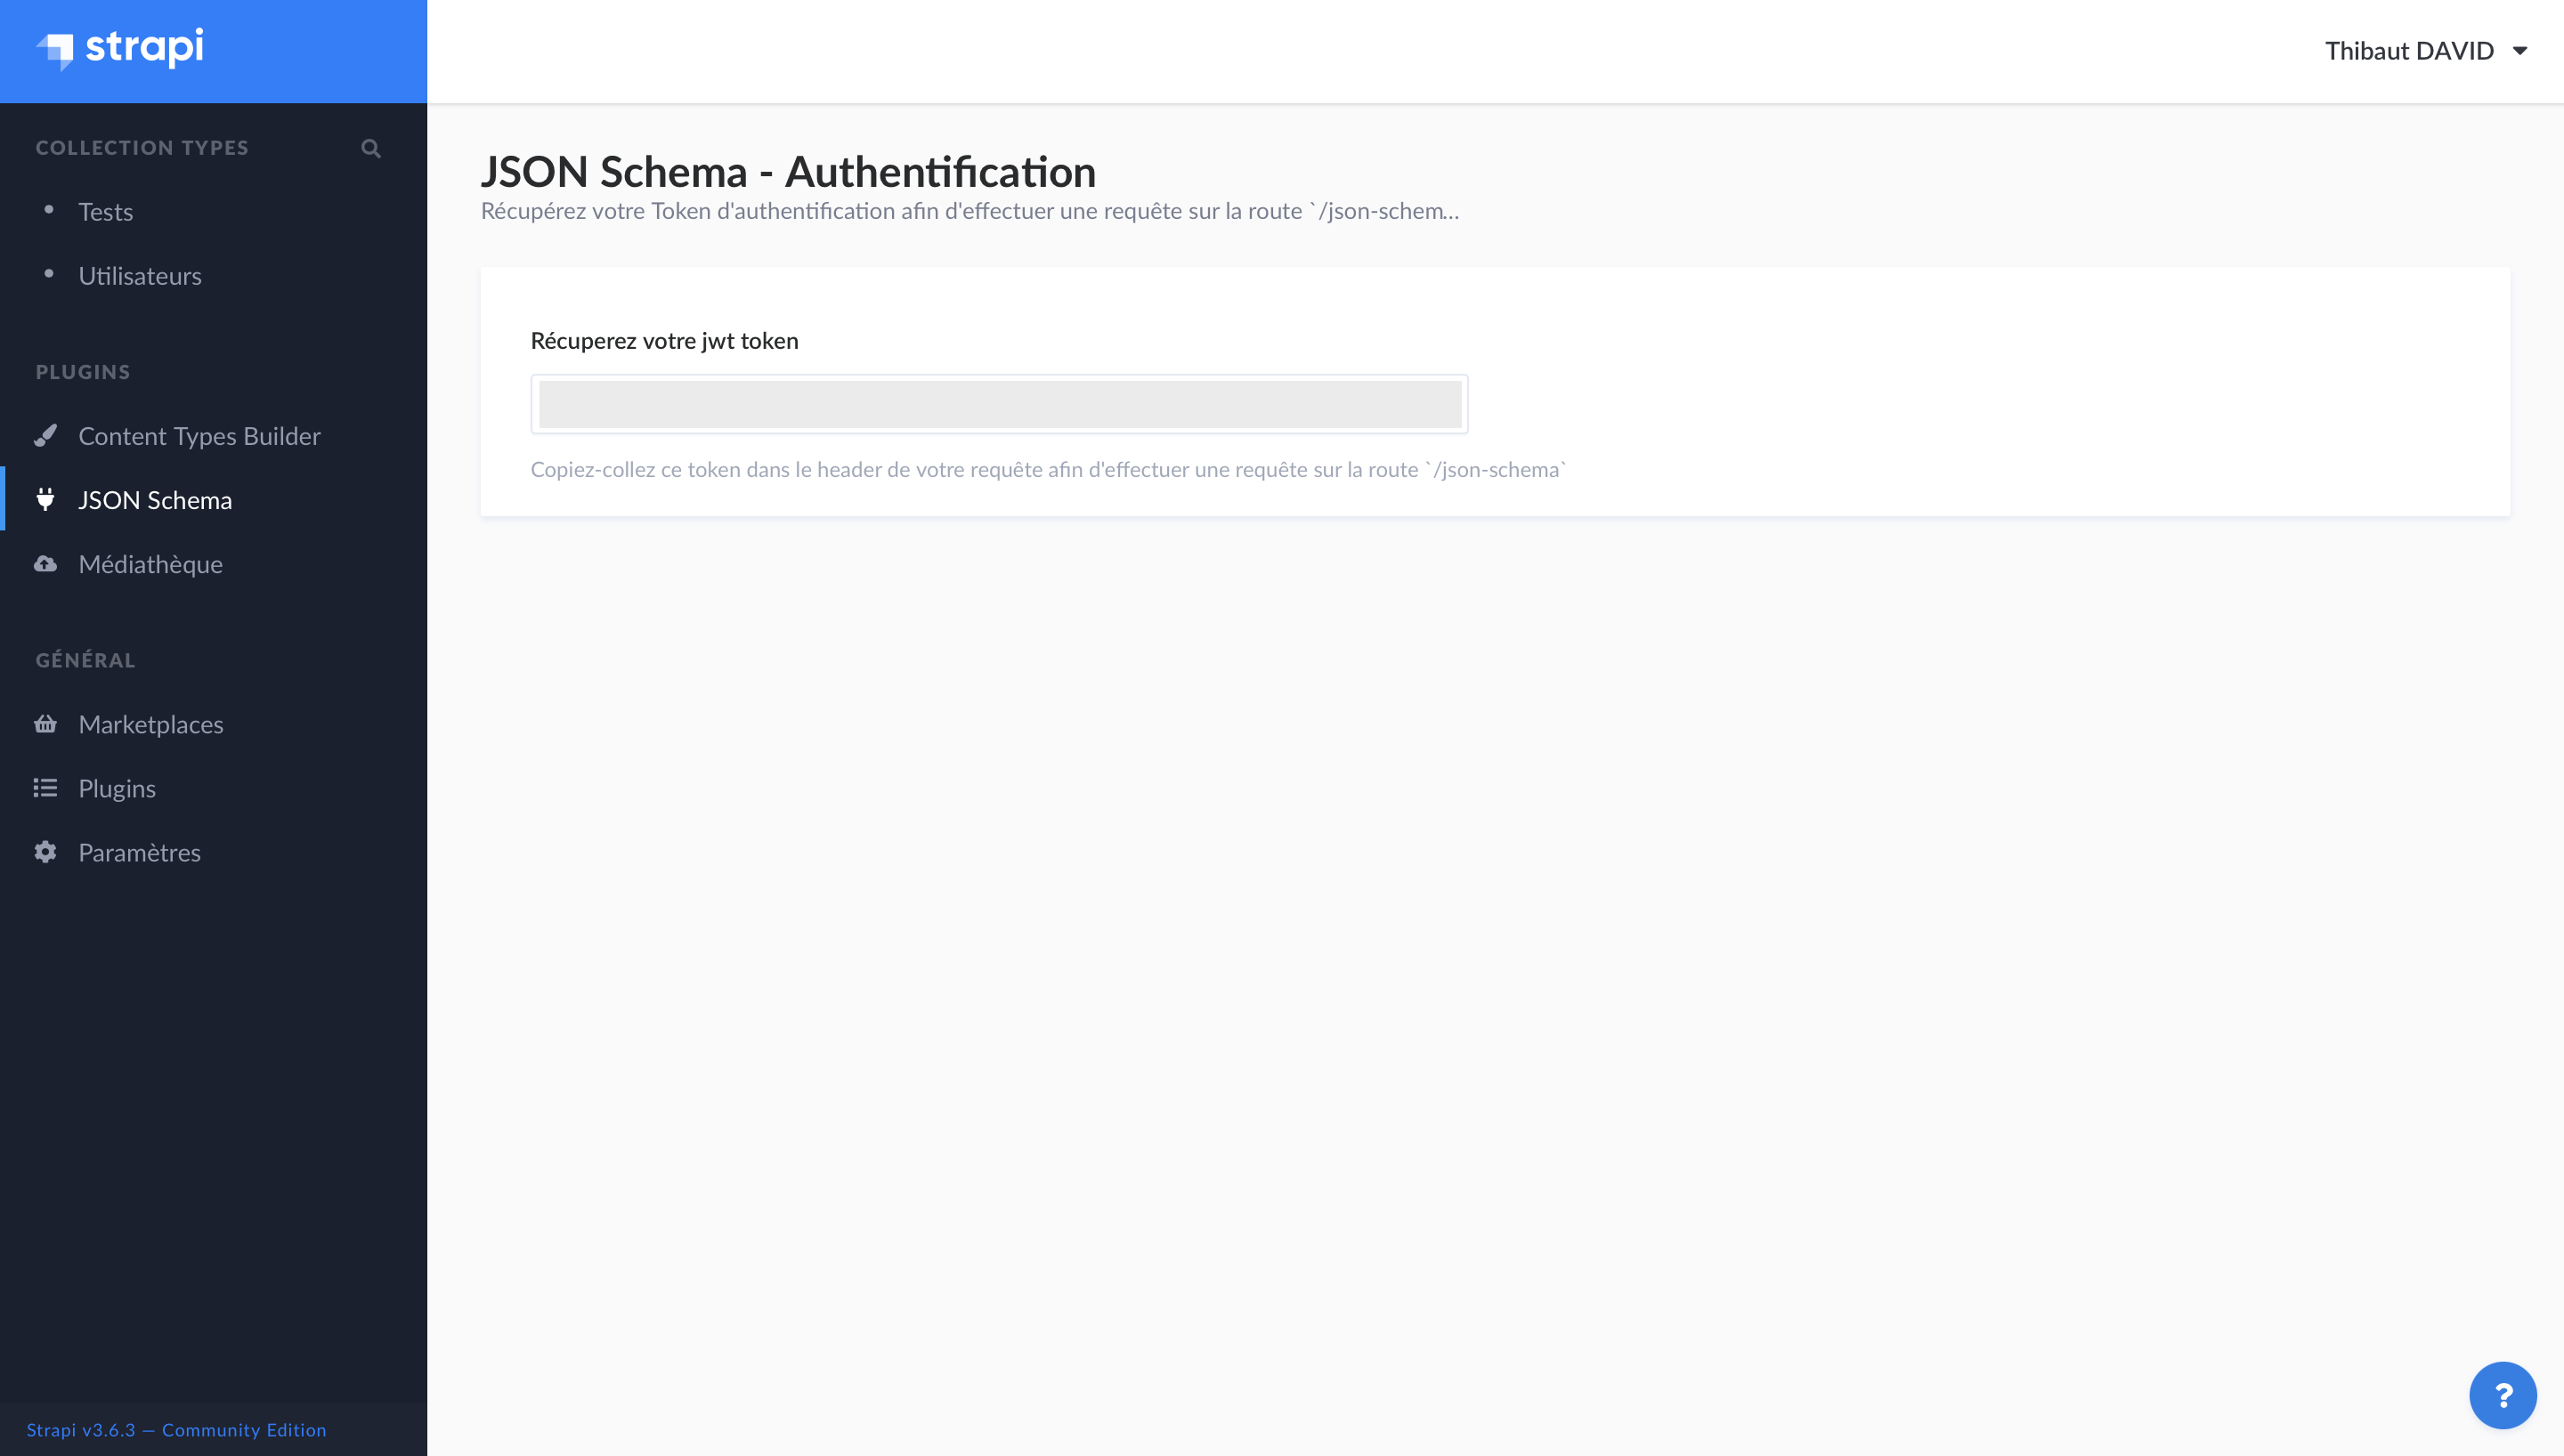 strapi
Thibaut DAVID
COLLECTION TYPES
Tests
Utilisateurs
PLUGINS
Content Types Builder
JSON Schema
Médiathèque
GÉNÉRAL
Marketplaces
Plugins
Paramètres
Strapi v3.6.3 — Community Edition
JSON Schema - Authentification
Récupérez votre Token d'authentification afin d'effectuer une requête sur la route `/json-schem...
Récuperez votre jwt token
Copiez-collez ce token dans le header de votre requête afin d'effectuer une requête sur la route `/json-schema`
?